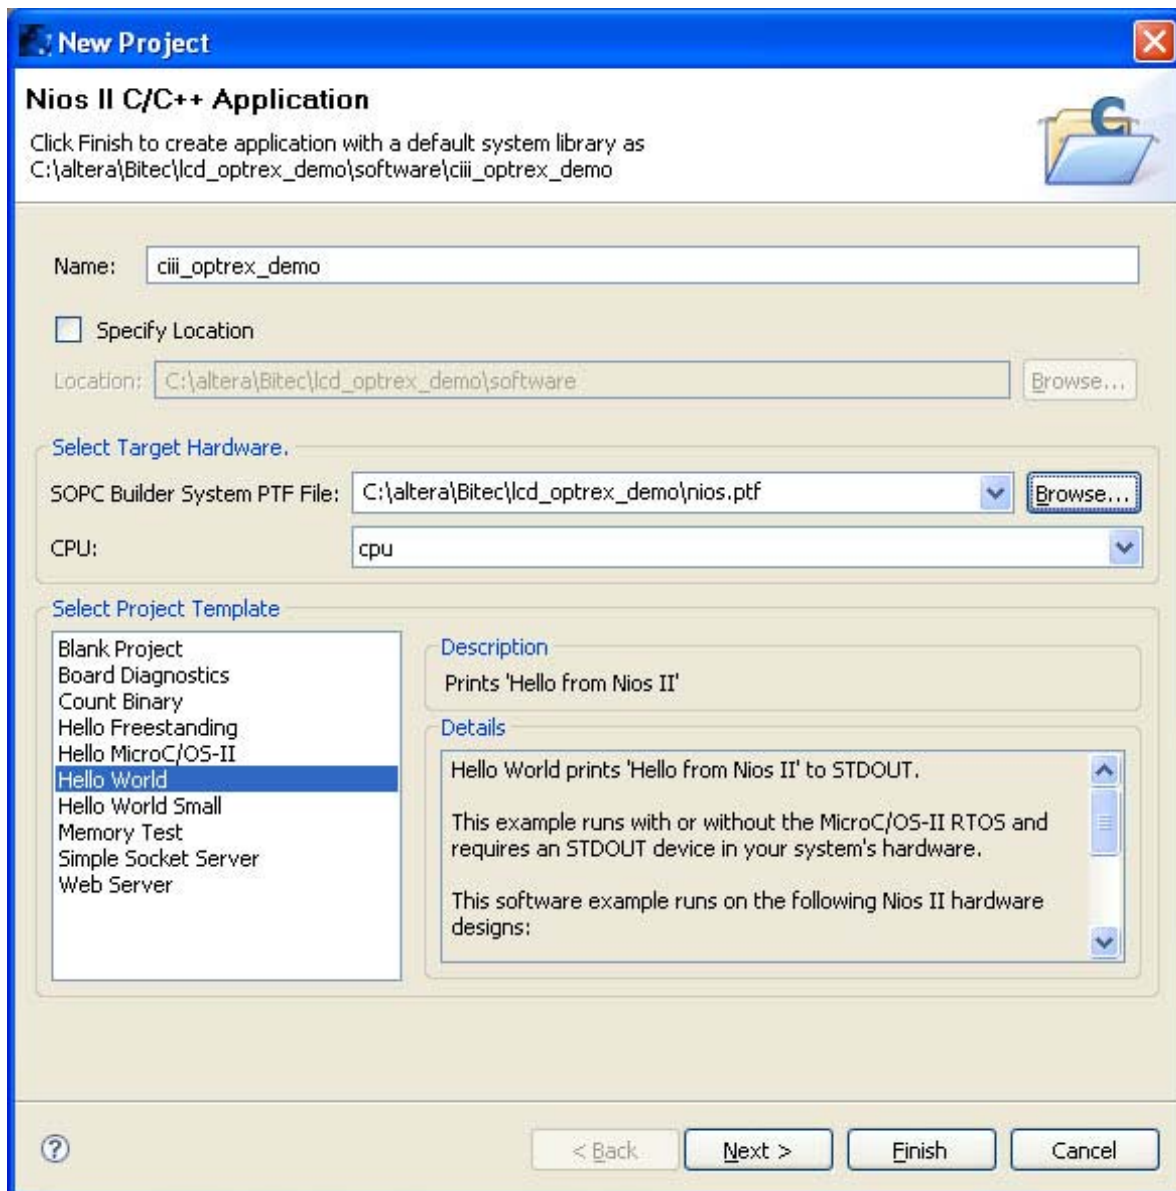 New Project
Nios II C/C++ Application
Click Finish to create application with a default system library as
C:\altera\Bitec\lcd_optrex_demo\software\ciii_optrex_demo
Name: ciii_optrex_demo
Specify Location
Location: C:\altera\Bitec\lcd_optrex_demo\software Browse...
Select Target Hardware.
SOPC Builder System PTF File: C:\altera\Bitec\lcd_optrex_demo\nios.ptf Browse...
CPU: cpu
Select Project Template
Blank Project
Board Diagnostics
Count Binary
Hello Freestanding
Hello MicroC/OS-II
Hello World
Hello World Small
Memory Test
Simple Socket Server
Web Server
Description
Prints 'Hello from Nios II'
Details
Hello World prints 'Hello from Nios II' to STDOUT.
This example runs with or without the MicroC/OS-II RTOS and
requires an STDOUT device in your system's hardware.
This software example runs on the following Nios II hardware
designs:
? < Back Next > Finish Cancel